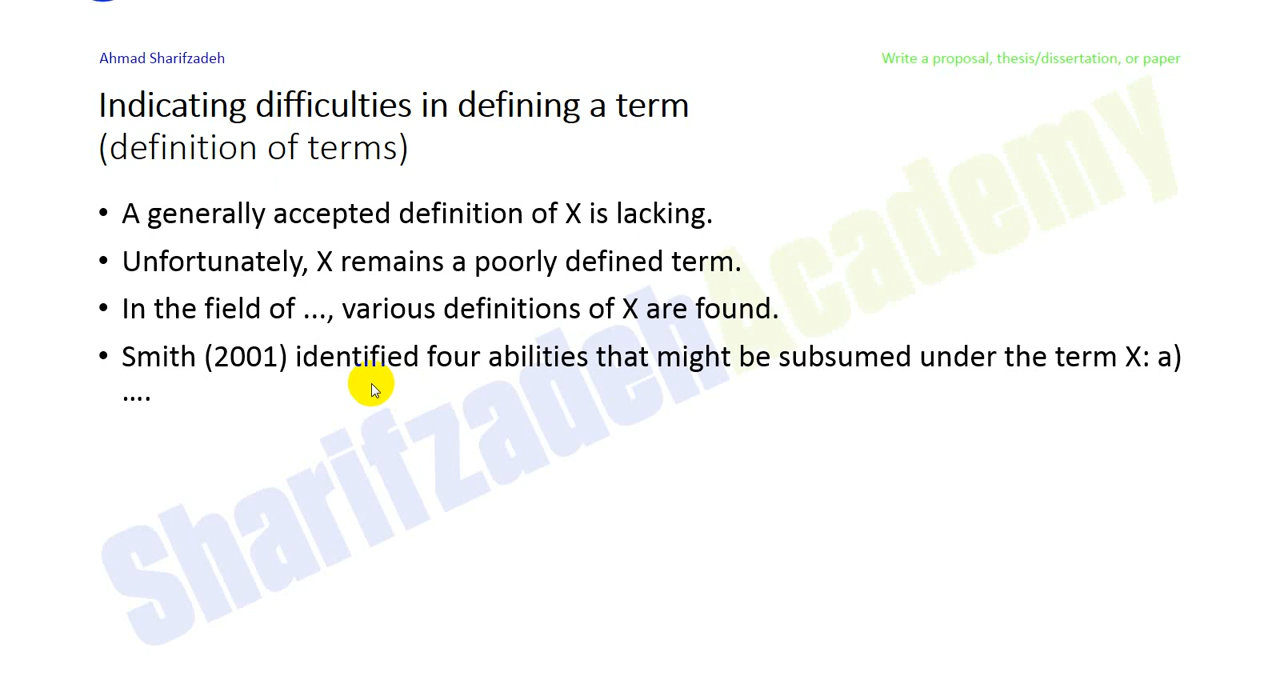 Ahmad Sharifzadeh
Write a proposal, thesis/dissertation, or paper
Indicating difficulties in defining a term
(definition of terms)
• A generally accepted definition of X is lacking.
• Unfortunately, X remains a poorly defined term.
• In the field of ..., various definitions of X are found.
• Smith (2001) identified four abilities that might be subsumed under the term X: a)
....
SharifzadehAcademy